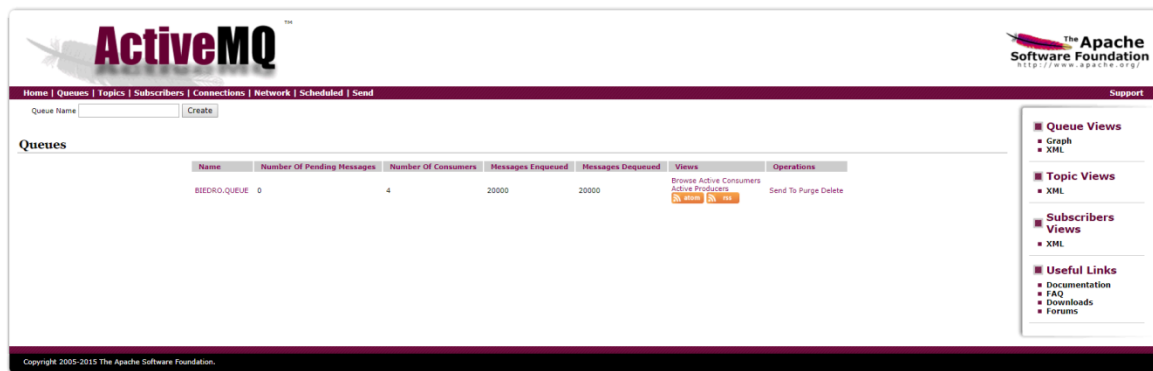 ActiveMQ™
The Apache
Software Foundation
http://www.apache.org/
Home | Queues | Topics | Subscribers | Connections | Network | Scheduled | Send
Support
Queue Name
Create
Queues
Name Number Of Pending Messages Number Of Consumers Messages Enqueued Messages Dequeued Views Operations
BIEDRO.QUEUE 0 4 20000 20000 Browse Active Consumers Send To Purge Delete
Active Producers
atom rss
Queue Views
Graph
XML
Topic Views
XML
Subscribers
Views
XML
Useful Links
Documentation
FAQ
Downloads
Forums
Copyright 2005-2015 The Apache Software Foundation.